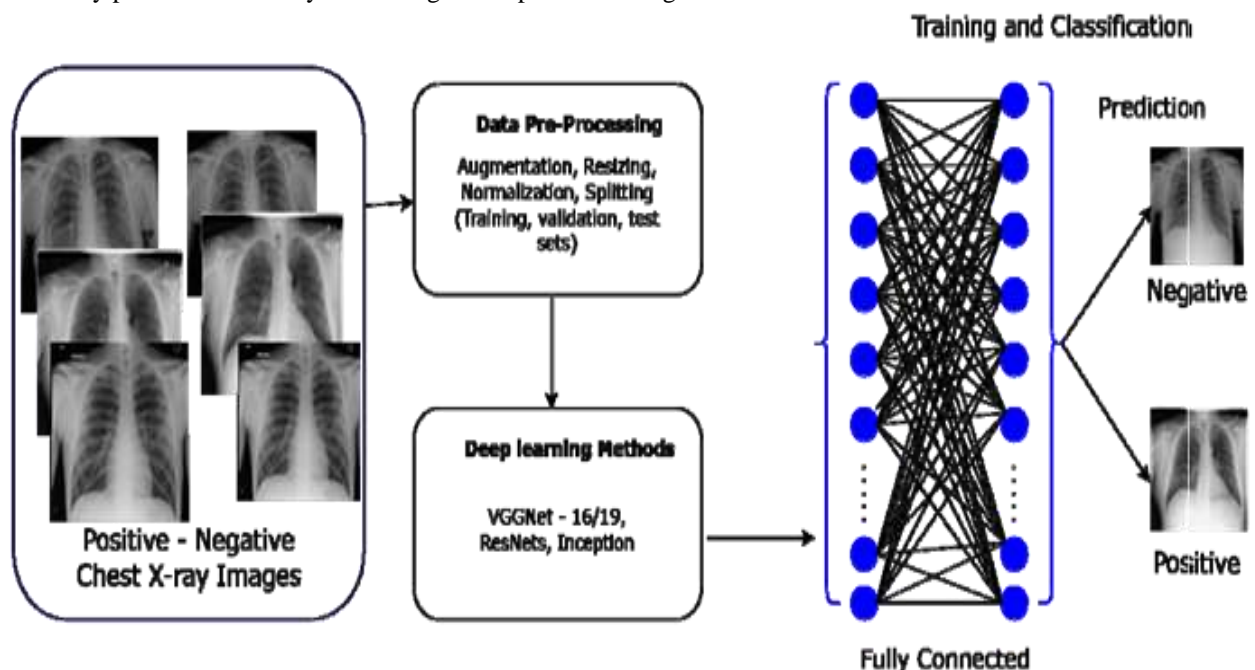 Training and Classification
Data Pre-Processing
Augmentation, Resizing,
Normalization, Splitting
(Training, validation, test
sets)
Prediction
Negative
Deep learning Methods
VGGNet - 16/19,
ResNets, Inception
Positive
Positive - Negative
Chest X-ray Images
Fully Connected